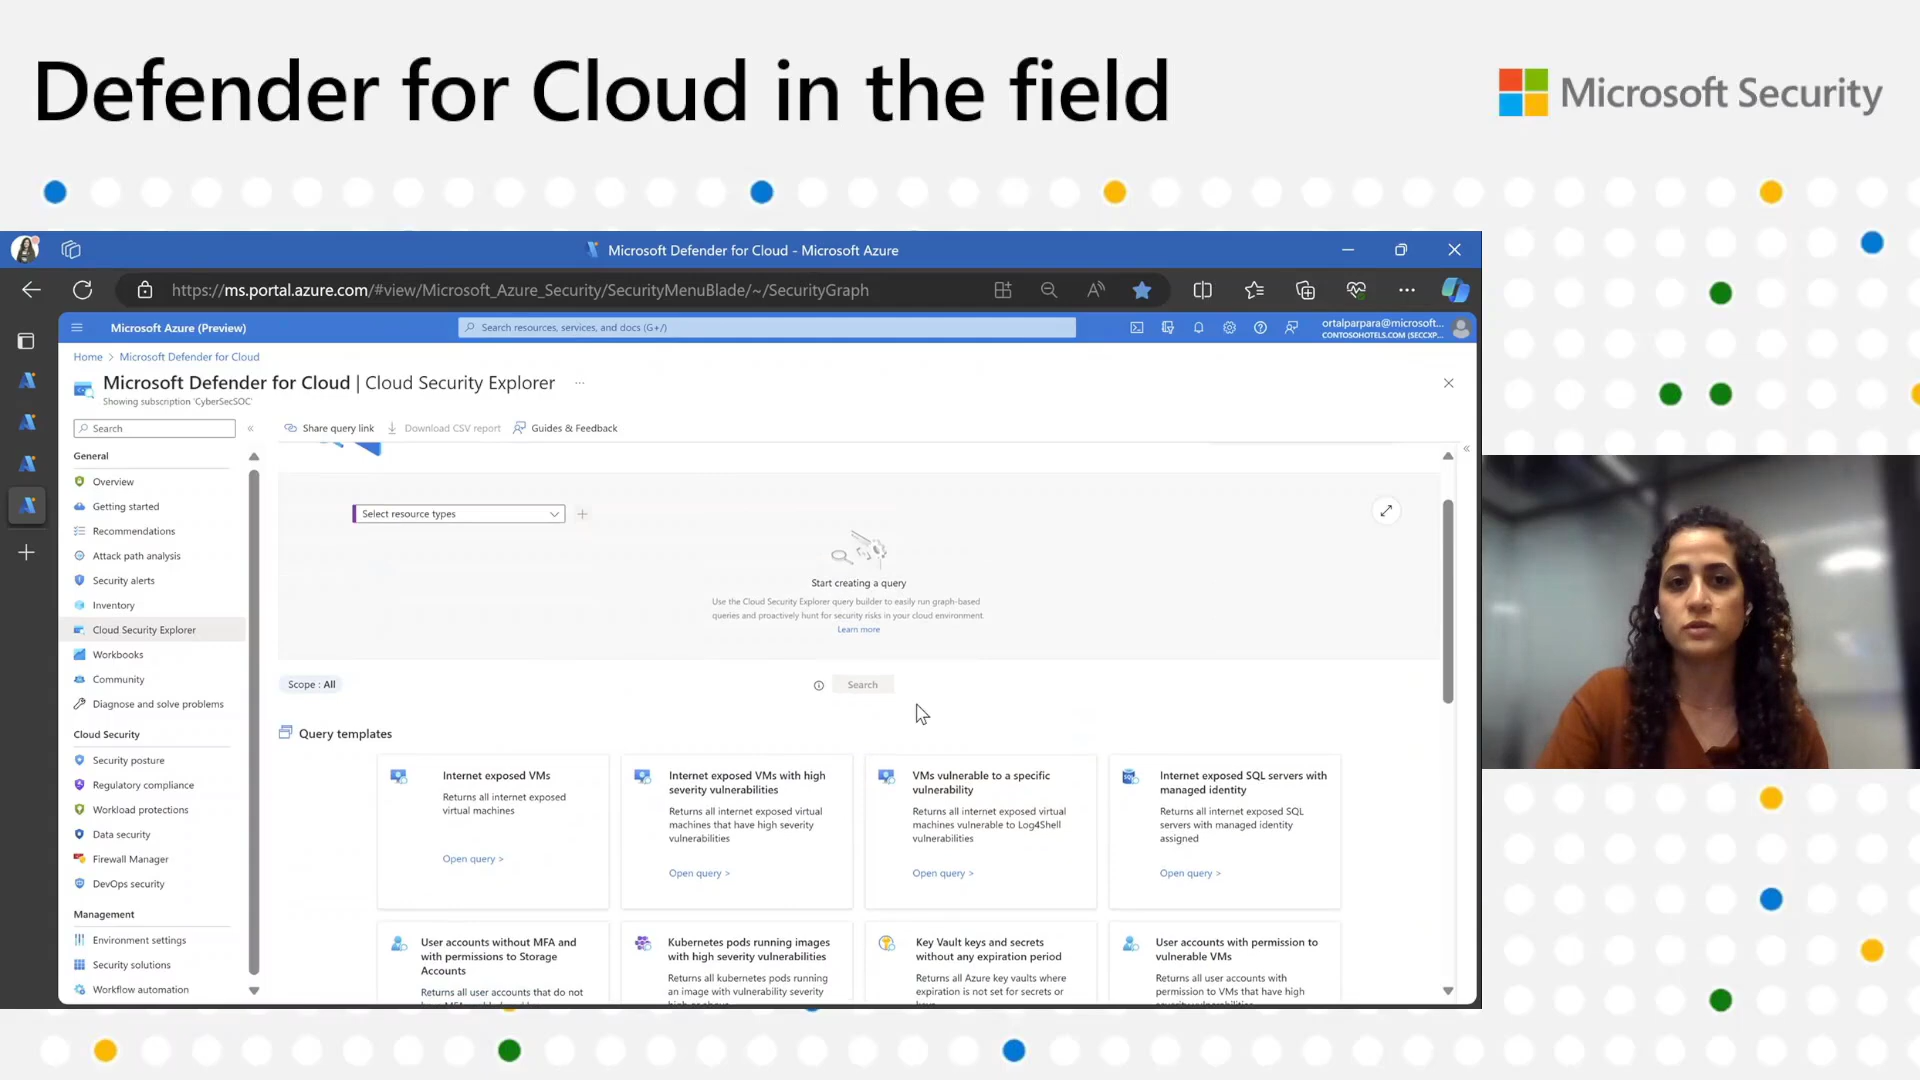 Defender for Cloud in the field
Microsoft Security
Microsoft Defender for Cloud - Microsoft Azure
https://ms.portal.azure.com/#view/Microsoft_Azure_Security/SecurityMenuBlade/~/SecurityGraph
Microsoft Azure (Preview)
Search resources, services, and docs (G+/)
ortalparpara@microsoft...
CONTOSOHOTELS.COM (SECCXP...
Home > Microsoft Defender for Cloud
Microsoft Defender for Cloud | Cloud Security Explorer ...
Showing subscription 'CyberSecSOC'
Search
«
Share query link
Download CSV report
Guides & Feedback
General
Overview
Getting started
Recommendations
Attack path analysis
Security alerts
Inventory
Cloud Security Explorer
Workbooks
Community
Diagnose and solve problems
Cloud Security
Security posture
Regulatory compliance
Workload protections
Data security
Firewall Manager
DevOps security
Management
Environment settings
Security solutions
Workflow automation
Select resource types
Start creating a query
Use the Cloud Security Explorer query builder to easily run graph-based
queries and proactively hunt for security risks in your cloud environment.
Learn more
Scope : All
Search
Query templates
Internet exposed VMs
Returns all internet exposed
virtual machines
Open query >
Internet exposed VMs with high
severity vulnerabilities
Returns all internet exposed virtual
machines that have high severity
vulnerabilities
Open query >
VMs vulnerable to a specific
vulnerability
Returns all internet exposed virtual
machines vulnerable to Log4Shell
vulnerabilities
Open query >
Internet exposed SQL servers with
managed identity
Returns all internet exposed SQL
servers with managed identity
assigned
Open query >
User accounts without MFA and
with permissions to Storage
Accounts
Returns all user accounts that do not
Kubernetes pods running images
with high severity vulnerabilities
Returns all kubernetes pods running
an image with vulnerability severity
Key Vault keys and secrets
without any expiration period
Returns all Azure key vaults where
expiration is not set for secrets or
User accounts with permission to
vulnerable VMs
Returns all user accounts with
permission to VMs that have high